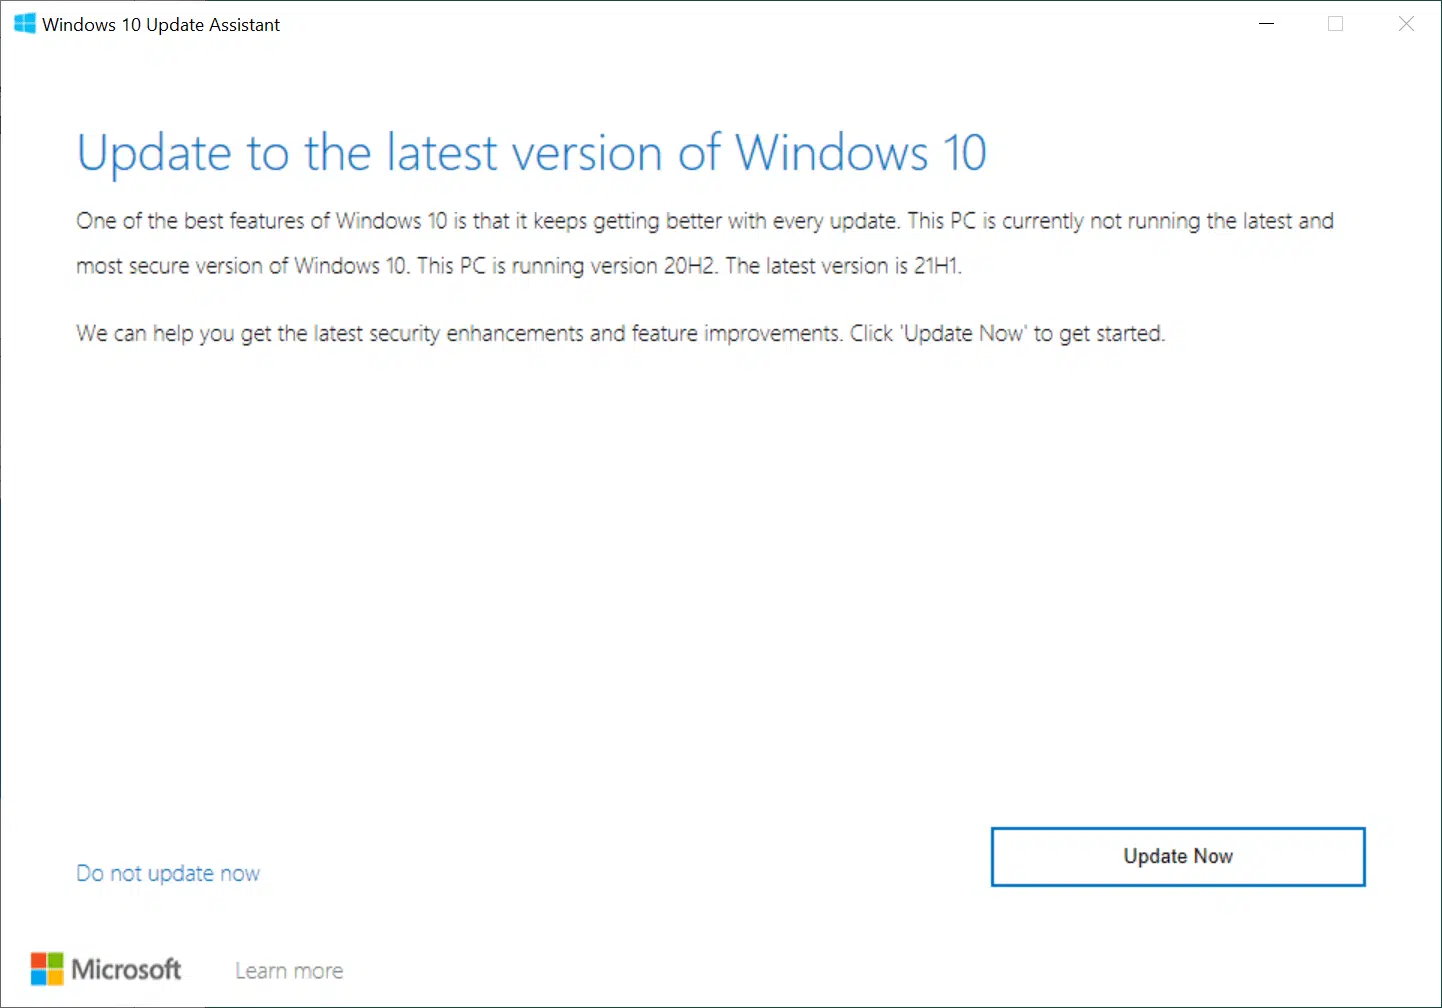 Windows 10 Update Assistant
Update to the latest version of Windows 10
One of the best features of Windows 10 is that it keeps getting better with every update. This PC is currently not running the latest and
most secure version of Windows 10. This PC is running version 20H2. The latest version is 21H1.
We can help you get the latest security enhancements and feature improvements. Click 'Update Now' to get started.
Do not update now
Update Now
Microsoft
Learn more